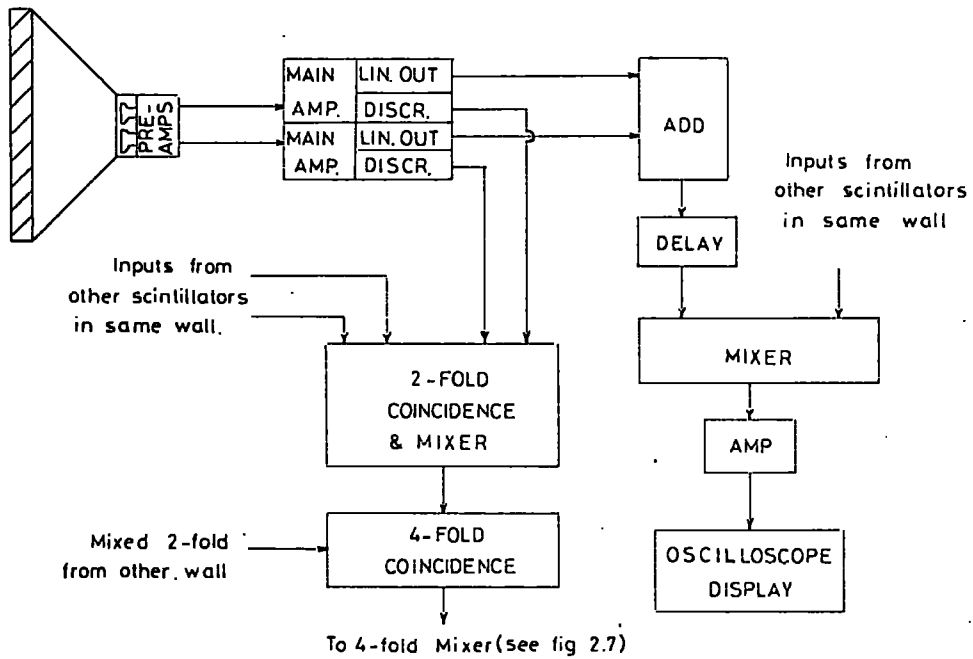 PRE-
AMPS
MAIN
AMP.
LIN. OUT
DISCR.
MAIN
AMP.
LIN. OUT
DISCR.
ADD
Inputs from
other scintillators
in same wall
DELAY
Inputs from
other scintillators
in same wall.
MIXER
2-FOLD
COINCIDENCE
& MIXER
AMP
4-FOLD
COINCIDENCE
Mixed 2-fold
from other. wall
OSCILLOSCOPE
DISPLAY
To 4-fold Mixer(see fig 2.7)